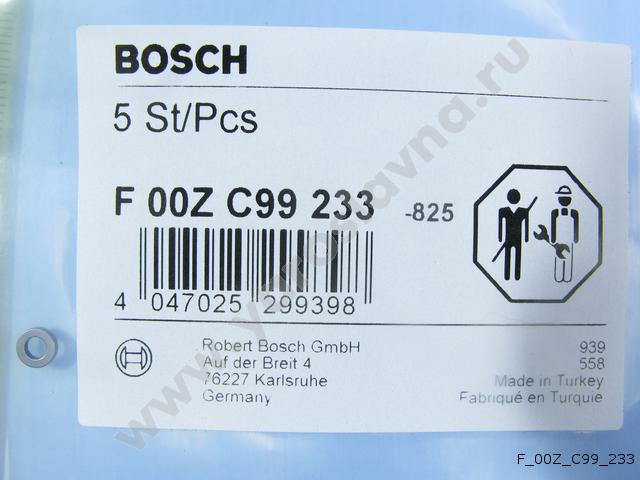 BOSCH
5 St/Pcs
F 00Z C99 233 -825
4 047025 299398
Robert Bosch GmbH
Auf der Breit 4
76227 Karlsruhe
Germany
939
558
Made in Turkey
Fabriqué en Turquie
www.yaroslavna.ru
F_00Z_C99_233